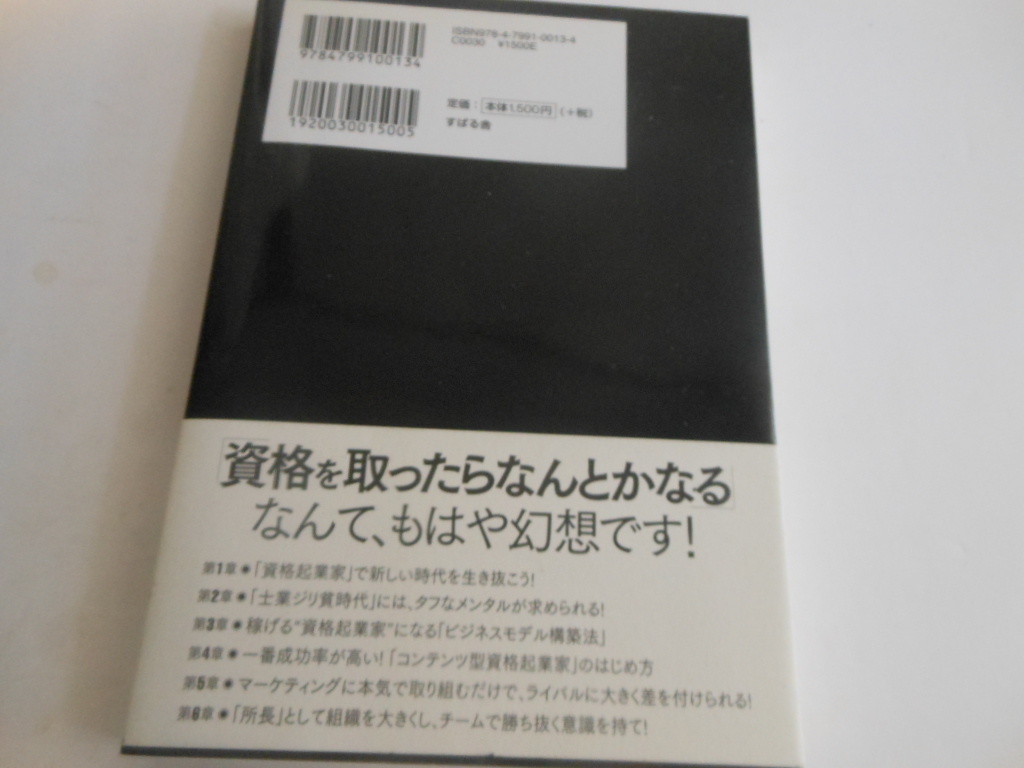 ISBN978-4-7991-0013-4
C0030 ¥1500E
9784799100134
1920030015005
定価：本体1,500円（＋税）
すばる舎
「資格を取ったらなんとかなる」
なんて、もはや幻想です！
第1章●「資格起業家」で新しい時代を生き抜こう！
第2章●「士業ジリ貧時代」には、タフなメンタルが求められる！
第3章●稼げる“資格起業家”になる「ビジネスモデル構築法」
第4章●一番成功率が高い！「コンテンツ型資格起業家」のはじめ方
第5章●マーケティングに本気で取り組むだけで、ライバルに大きく差を付けられる！
第6章●「所長」として組織を大きくし、チームで勝ち抜く意識を持て！